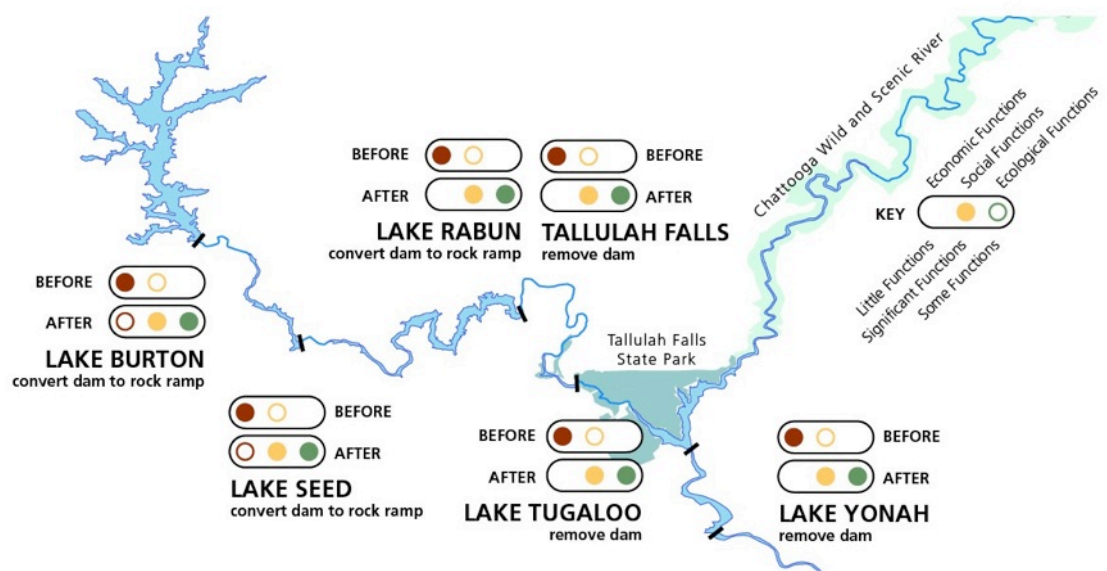 Chattooga Wild and Scenic River
Economic Functions
Social Functions
Ecological Functions
KEY
Little Functions
Significant Functions
Some Functions
BEFORE
AFTER
LAKE RABUN
convert dam to rock ramp
BEFORE
AFTER
TALLULAH FALLS
remove dam
BEFORE
AFTER
LAKE BURTON
convert dam to rock ramp
Tallulah Falls
State Park
BEFORE
AFTER
LAKE SEED
convert dam to rock ramp
BEFORE
AFTER
LAKE TUGALOO
remove dam
BEFORE
AFTER
LAKE YONAH
remove dam